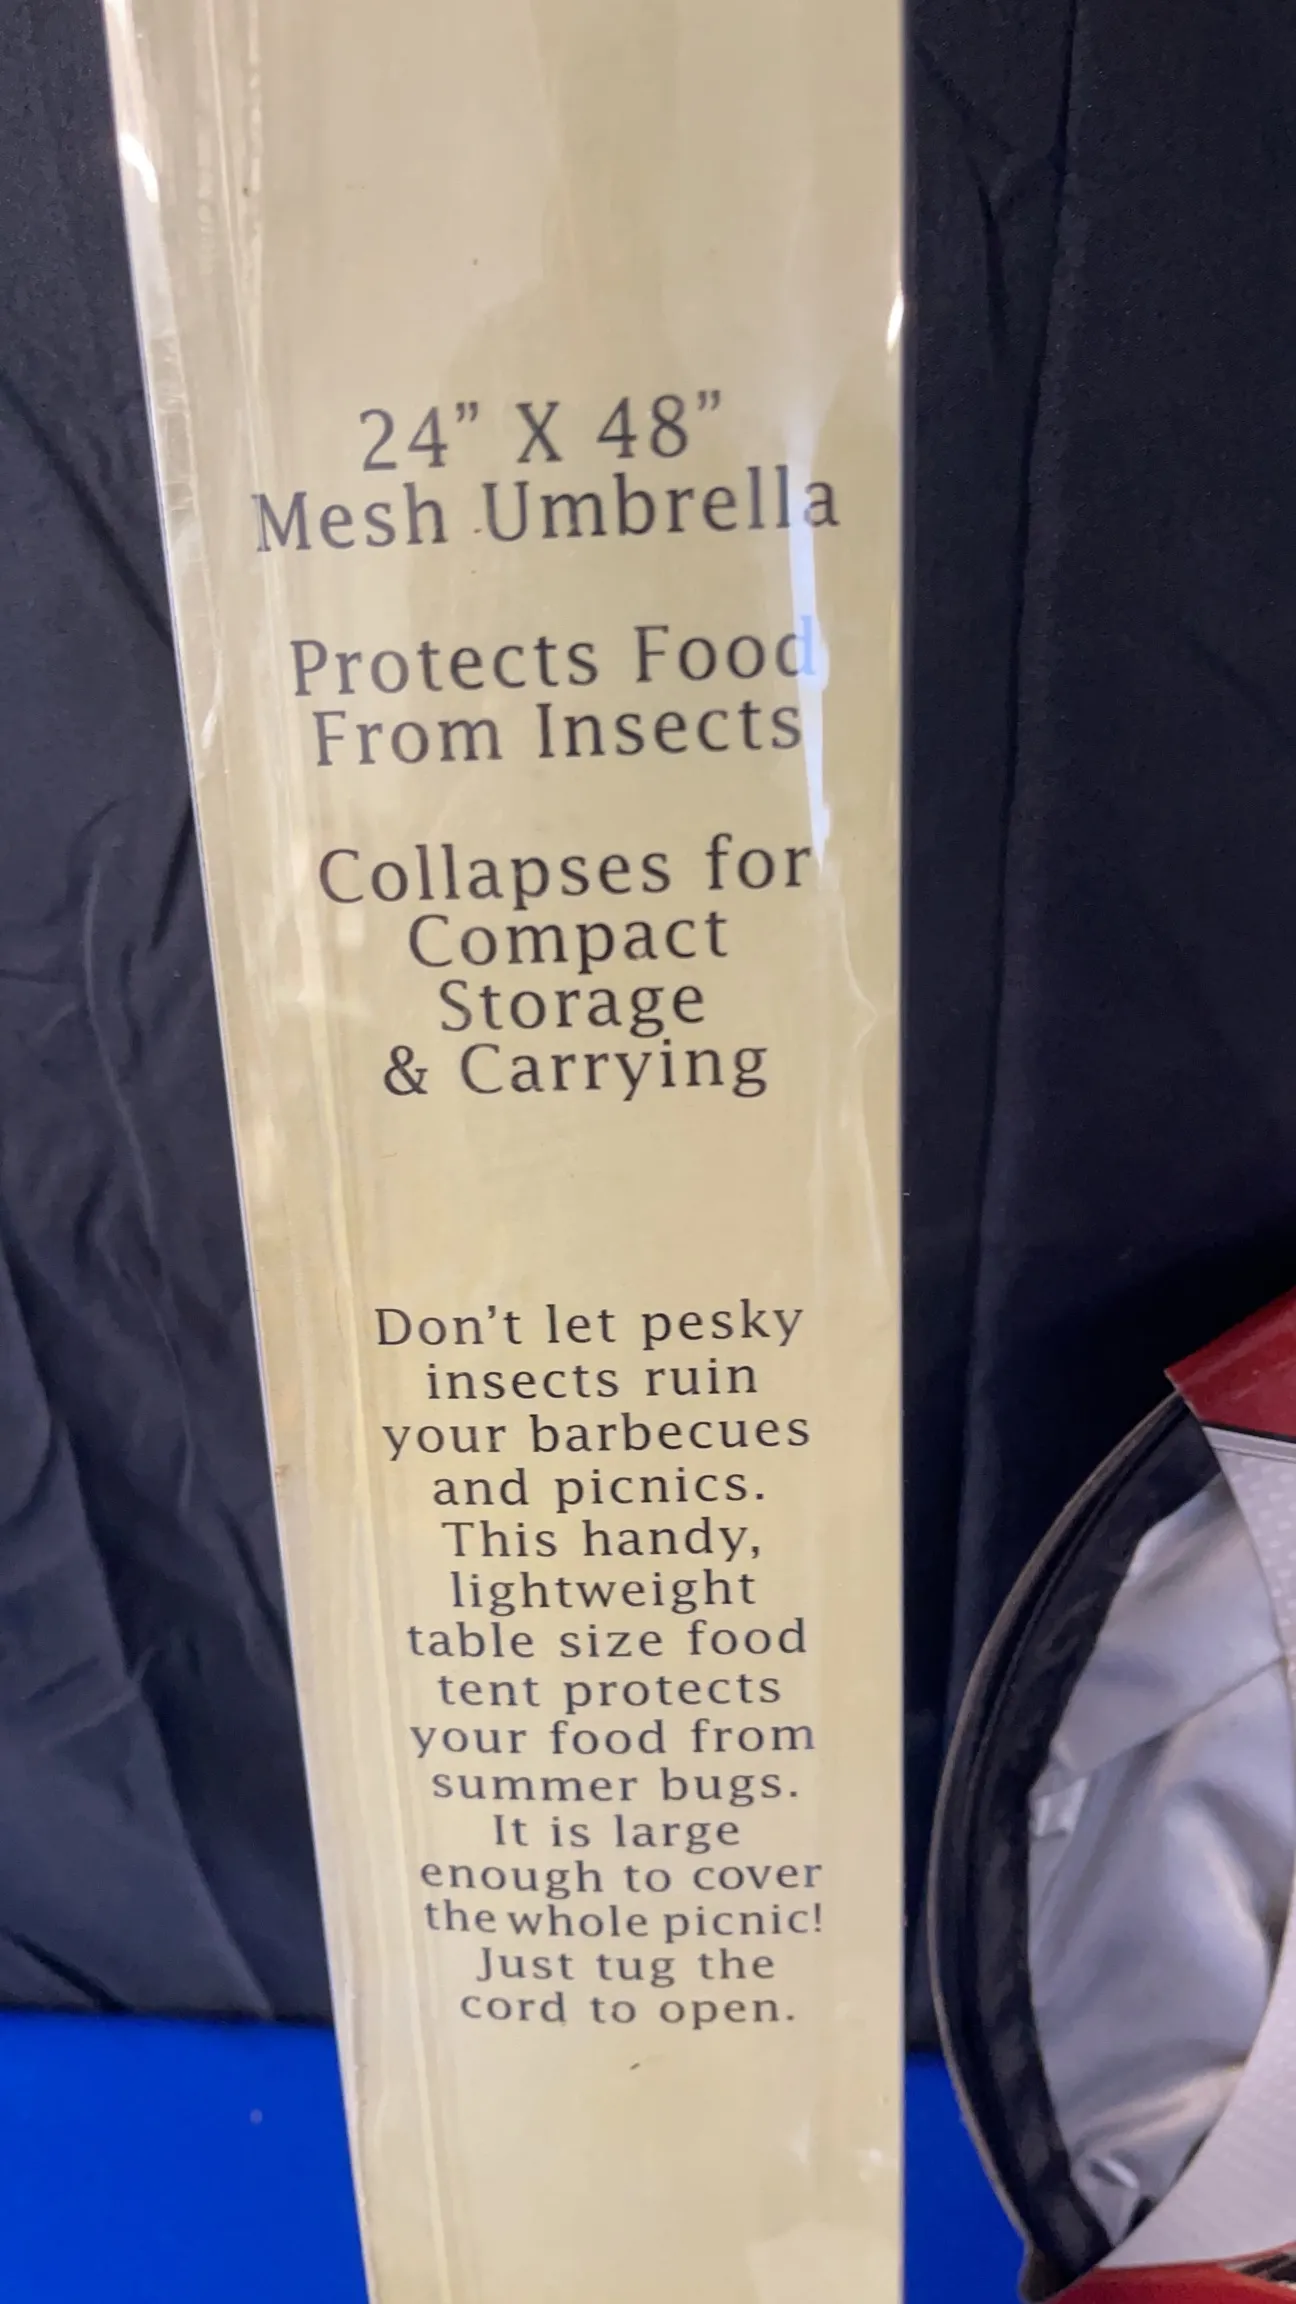 24” X 48”
Mesh Umbrella
Protects Food
From Insects
Collapses for
Compact
Storage
& Carrying
Don’t let pesky
insects ruin
your barbecues
and picnics.
This handy,
lightweight
table size food
tent protects
your food from
summer bugs.
It is large
enough to cover
the whole picnic!
Just tug the
cord to open.